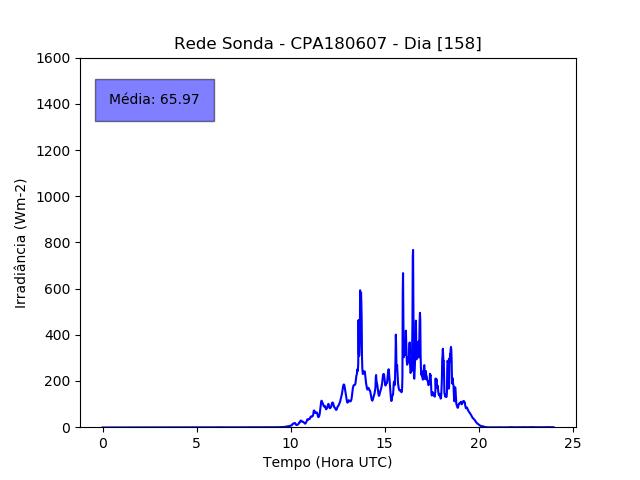 Rede Sonda - CPA180607 - Dia [158]
1600
1400
1200
1000
800
600
400
200
0
Média: 65.97
Irradiância (Wm-2)
0 5 10 15 20 25
Tempo (Hora UTC)